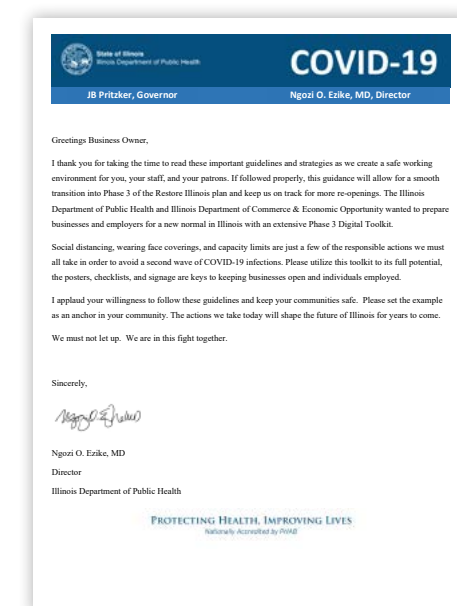 State of Illinois
Illinois Department of Public Health
COVID-19
JB Pritzker, Governor
Ngozi O. Ezike, MD, Director
Greetings Business Owner,
I thank you for taking the time to read these important guidelines and strategies as we create a safe working
environment for you, your staff, and your patrons. If followed properly, this guidance will allow for a smooth
transition into Phase 3 of the Restore Illinois plan and keep us on track for more re-openings. The Illinois
Department of Public Health and Illinois Department of Commerce & Economic Opportunity wanted to prepare
businesses and employers for a new normal in Illinois with an extensive Phase 3 Digital Toolkit.
Social distancing, wearing face coverings, and capacity limits are just a few of the responsible actions we must
all take in order to avoid a second wave of COVID-19 infections. Please utilize this toolkit to its full potential,
the posters, checklists, and signage are keys to keeping businesses open and individuals employed.
I applaud your willingness to follow these guidelines and keep your communities safe.  Please set the example
as an anchor in your community. The actions we take today will shape the future of Illinois for years to come.
We must not let up.  We are in this fight together.
Sincerely,
Ngozi O. Ezike, MD
Director
Illinois Department of Public Health
PROTECTING HEALTH, IMPROVING LIVES
Nationally Accredited by PHAB